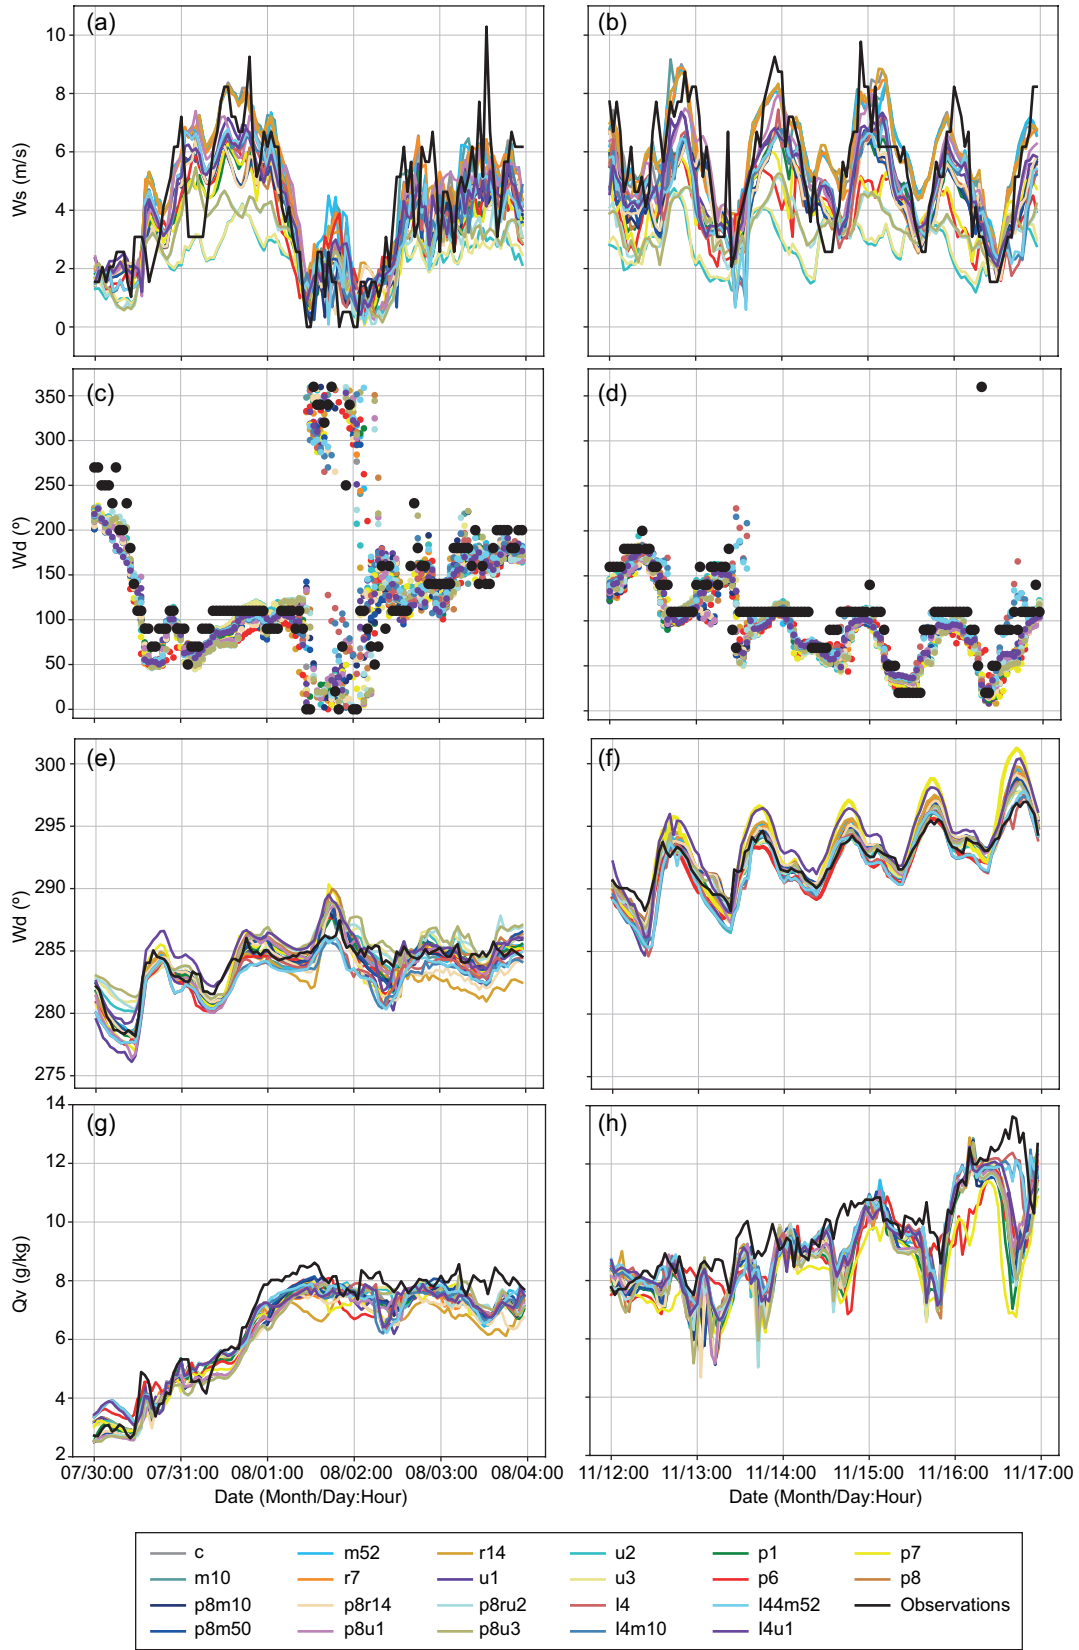 (a)
(b)
10
8
6
4
2
0
Ws (m/s)
(c)
(d)
350
300
250
200
150
100
50
0
Wd (º)
(e)
(f)
300
295
290
285
280
275
Wd (º)
(g)
(h)
14
12
10
8
6
4
2
Qv (g/kg)
07/30:00 07/31:00 08/01:00 08/02:00 08/03:00 08/04:00
11/12:00 11/13:00 11/14:00 11/15:00 11/16:00 11/17:00
Date (Month/Day:Hour)
Date (Month/Day:Hour)
c m52 r14 u2 p1 p7
m10 r7 u1 u3 p6 p8
p8m10 p8r14 p8ru2 l4 l44m52 Observations
p8m50 p8u1 p8u3 l4m10 l4u1